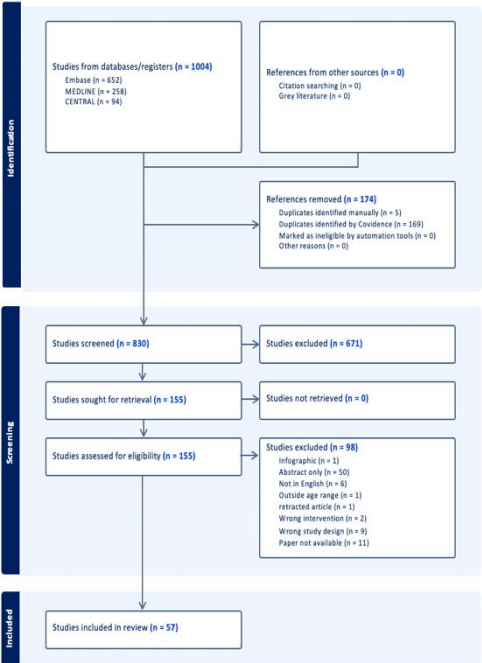 Identification
Studies from databases/registers (n = 1004)
Embase (n = 652)
MEDLINE (n = 258)
CENTRAL (n = 94)
References from other sources (n = 0)
Citation searching (n = 0)
Grey literature (n = 0)
References removed (n = 174)
Duplicates identified manually (n = 5)
Duplicates identified by Covidence (n = 169)
Marked as ineligible by automation tools (n = 0)
Other reasons (n = 0)
Screening
Studies screened (n = 830)
Studies excluded (n = 671)
Studies sought for retrieval (n = 155)
Studies not retrieved (n = 0)
Studies assessed for eligibility (n = 155)
Studies excluded (n = 98)
Infographic (n = 1)
Abstract only (n = 50)
Not in English (n = 6)
Outside age range (n = 1)
retracted article (n = 1)
Wrong intervention (n = 2)
Wrong study design (n = 9)
Paper not available (n = 11)
Included
Studies included in review (n = 57)